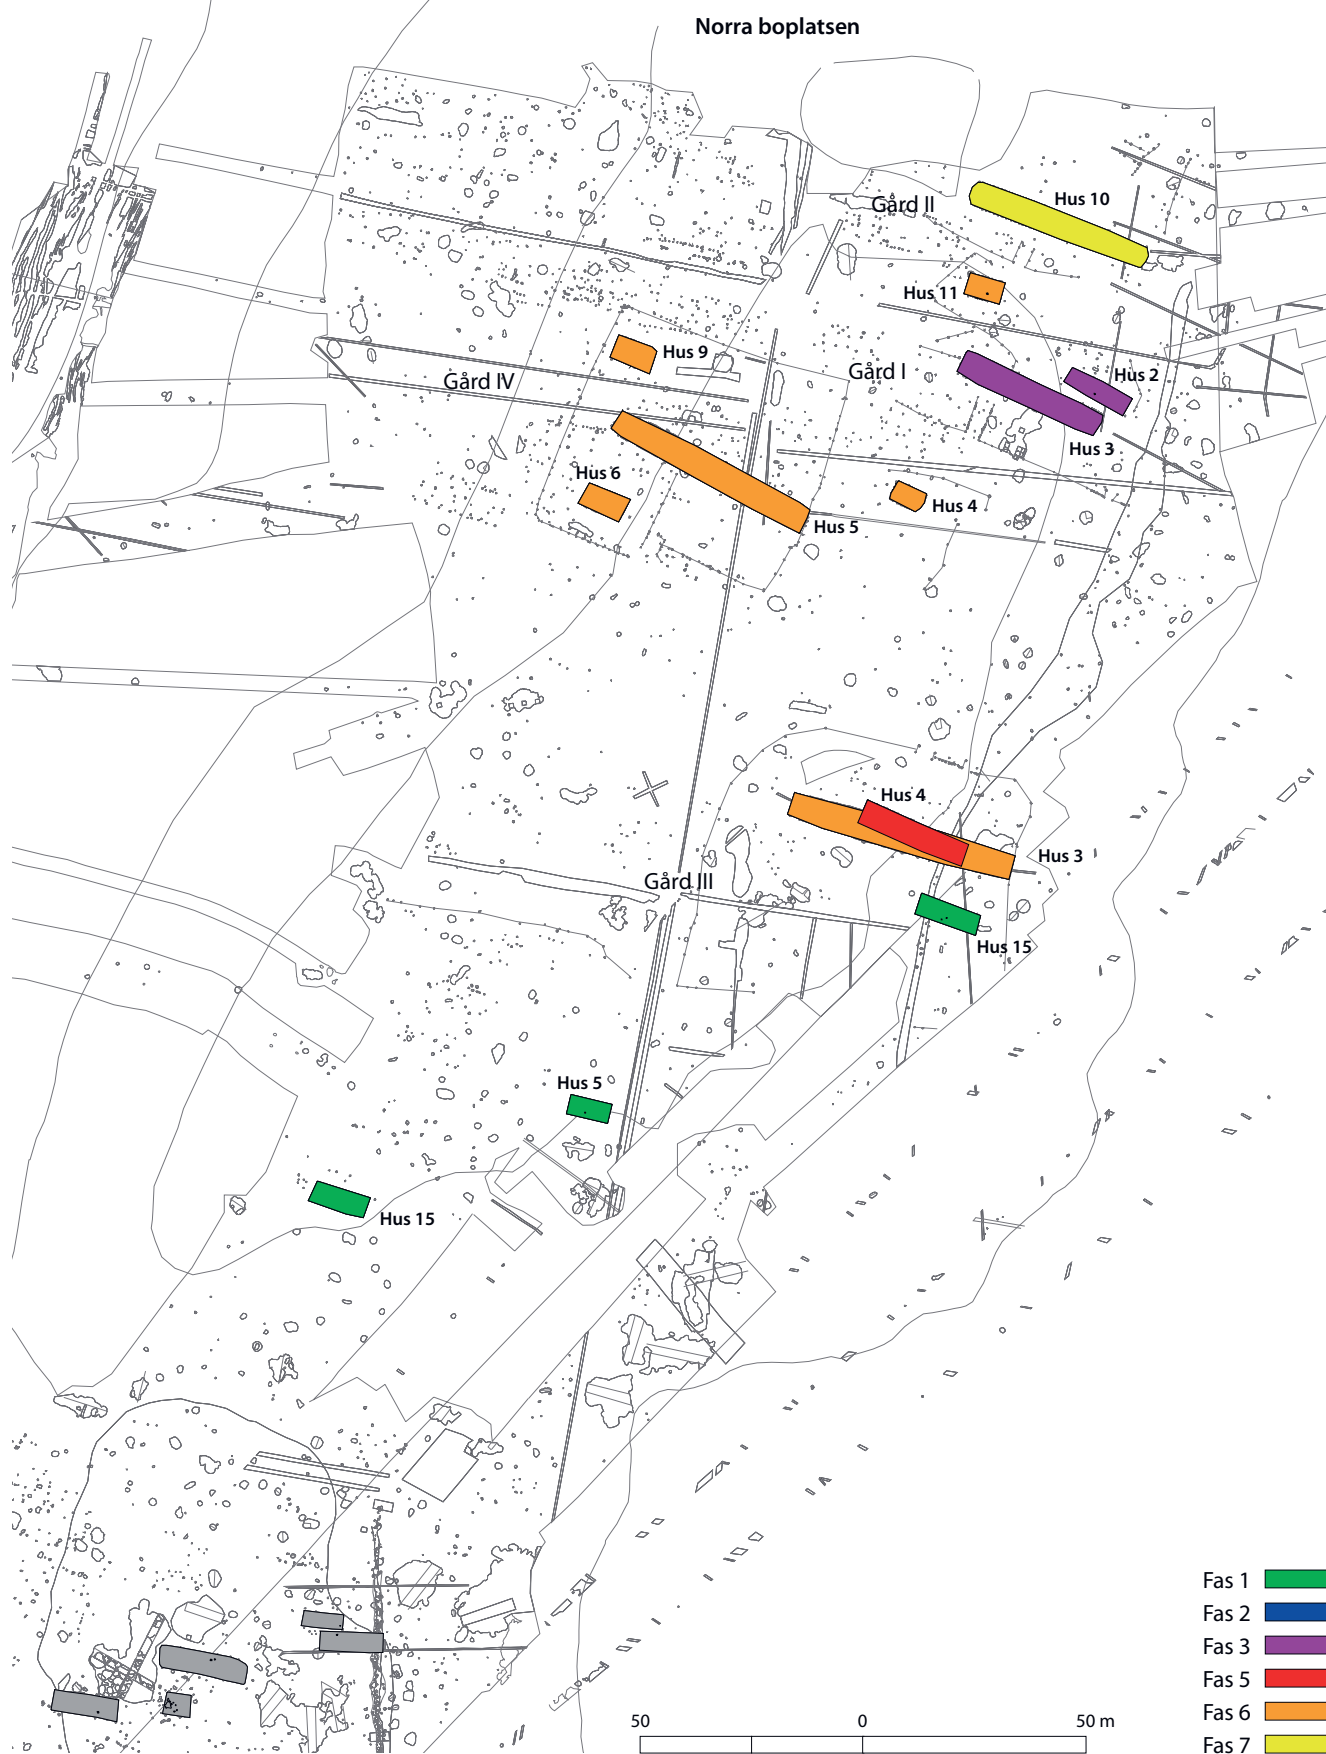 Norra boplatsen
Gård II
Hus 10
Hus 11
Hus 9
Gård IV
Gård I
Hus 2
Hus 3
Hus 6
Hus 4
Hus 5
Hus 4
Hus 3
Gård III
Hus 15
Hus 5
Hus 15
Fas 1
Fas 2
Fas 3
Fas 5
Fas 6
Fas 7
50 0 50 m